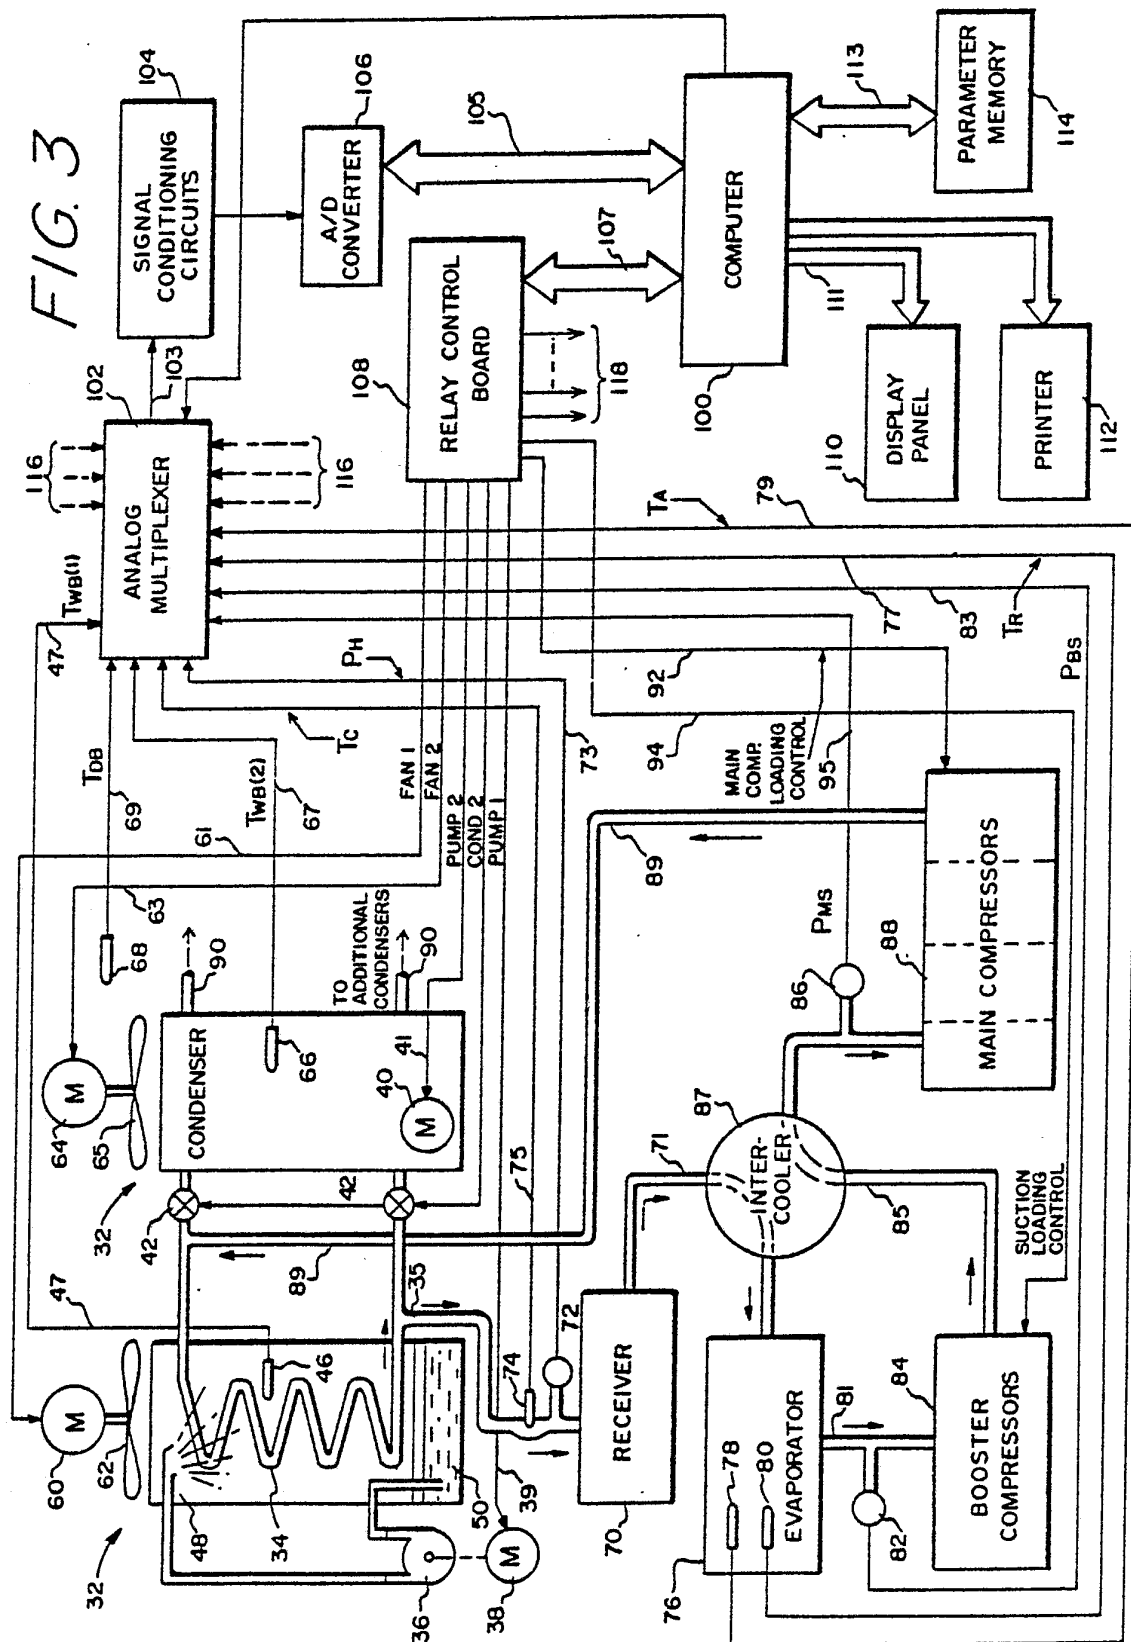 FIG. 3
104
SIGNAL
CONDITIONING
CIRCUITS
106
A/D
CONVERTER
105
113
PARAMETER
MEMORY
114
102
103
116
116
ANALOG
MULTIPLEXER
47
TWB(1)
TDB
69
TWB(2)
67
TC
PH
73
108
RELAY CONTROL
BOARD
118
107
COMPUTER
100
111
110
DISPLAY
PANEL
PRINTER
112
TA
79
77
TR
83
PBS
92
94
MAIN
COMP.
LOADING
CONTROL
95
FAN 1
FAN 2
PUMP 2
COND 2
PUMP 1
61
63
68
90
TO
ADDITIONAL
CONDENSERS
90
M
64
65
CONDENSER
66
41
40
M
32
42
42
75
89
89
PMS
86
88
MAIN COMPRESSORS
87
INTER-
COOLER
71
85
SUCTION
LOADING
CONTROL
47
35
46
M
60
62
48
34
50
32
36
38
M
39
74
72
RECEIVER
70
76
EVAPORATOR
78
80
81
82
84
BOOSTER
COMPRESSORS